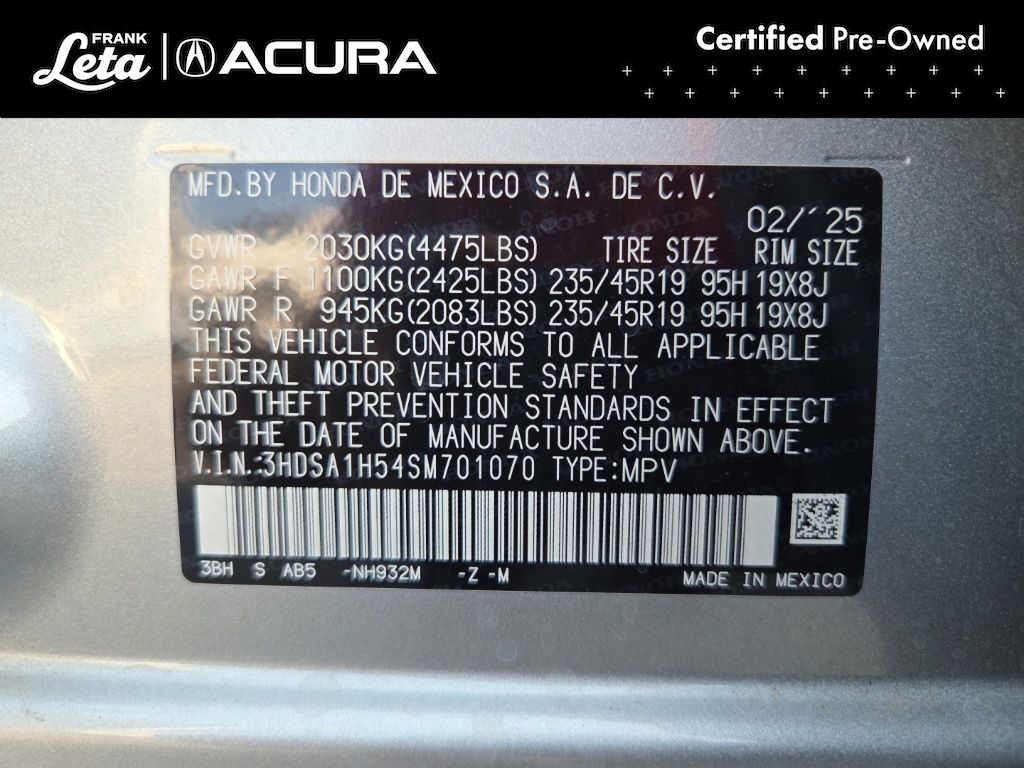 FRANK
Leta
ACURA
Certified Pre-Owned
MFD.BY HONDA DE MEXICO S.A. DE C.V.
02/'25
GVWR 2030KG(4475LBS) TIRE SIZE RIM SIZE
GAWR F 1100KG(2425LBS) 235/45R19 95H 19X8J
GAWR R 945KG(2083LBS) 235/45R19 95H 19X8J
THIS VEHICLE CONFORMS TO ALL APPLICABLE
FEDERAL MOTOR VEHICLE SAFETY
AND THEFT PREVENTION STANDARDS IN EFFECT
ON THE DATE OF MANUFACTURE SHOWN ABOVE.
V.I.N.:3HDSA1H54SM701070 TYPE:MPV
3BH S AB5 -NH932M -Z -M MADE IN MEXICO